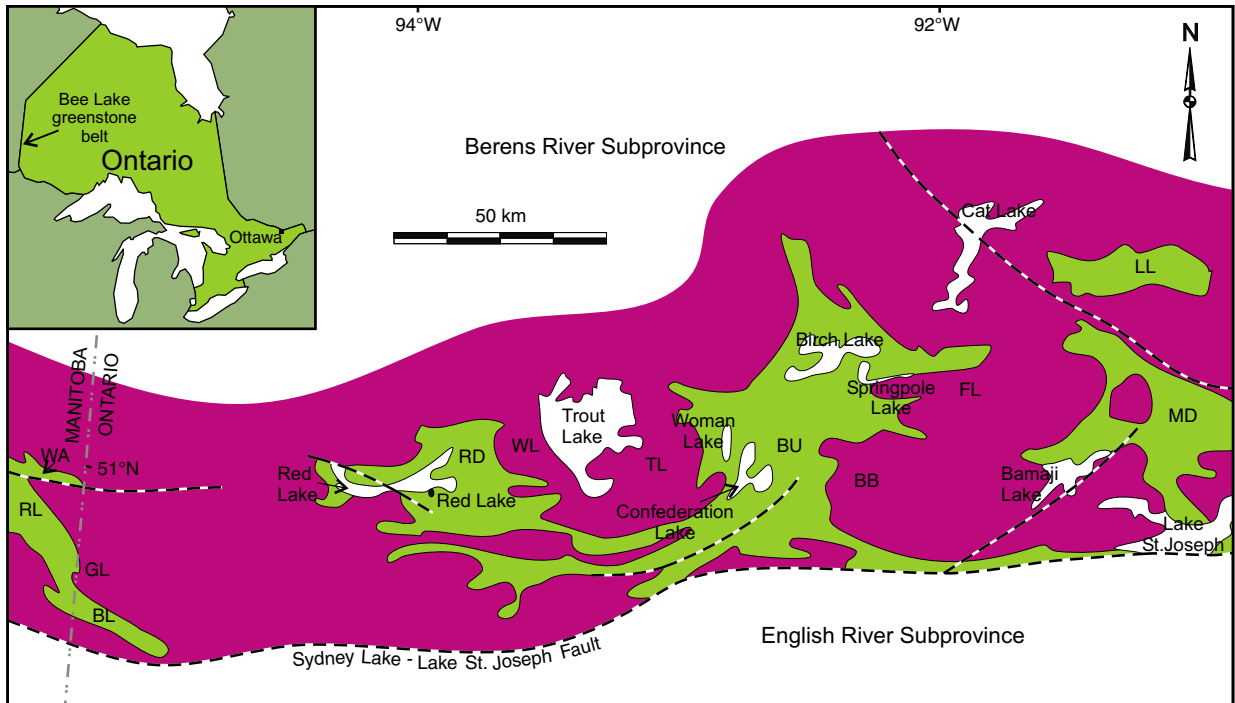 94°W
92°W
N
Bee Lake
greenstone
belt
Ontario
Ottawa
Berens River Subprovince
50 km
Cat Lake
LL
Birch Lake
Springpole
Lake
FL
MANITOBA
ONTARIO
Trout
Lake
Woman
Lake
MD
WA
51°N
RD
WL
TL
BU
BB
Red
Lake
Red Lake
Bamaji
Lake
RL
Confederation
Lake
Lake
St.Joseph
GL
BL
English River Subprovince
Sydney Lake - Lake St. Joseph Fault